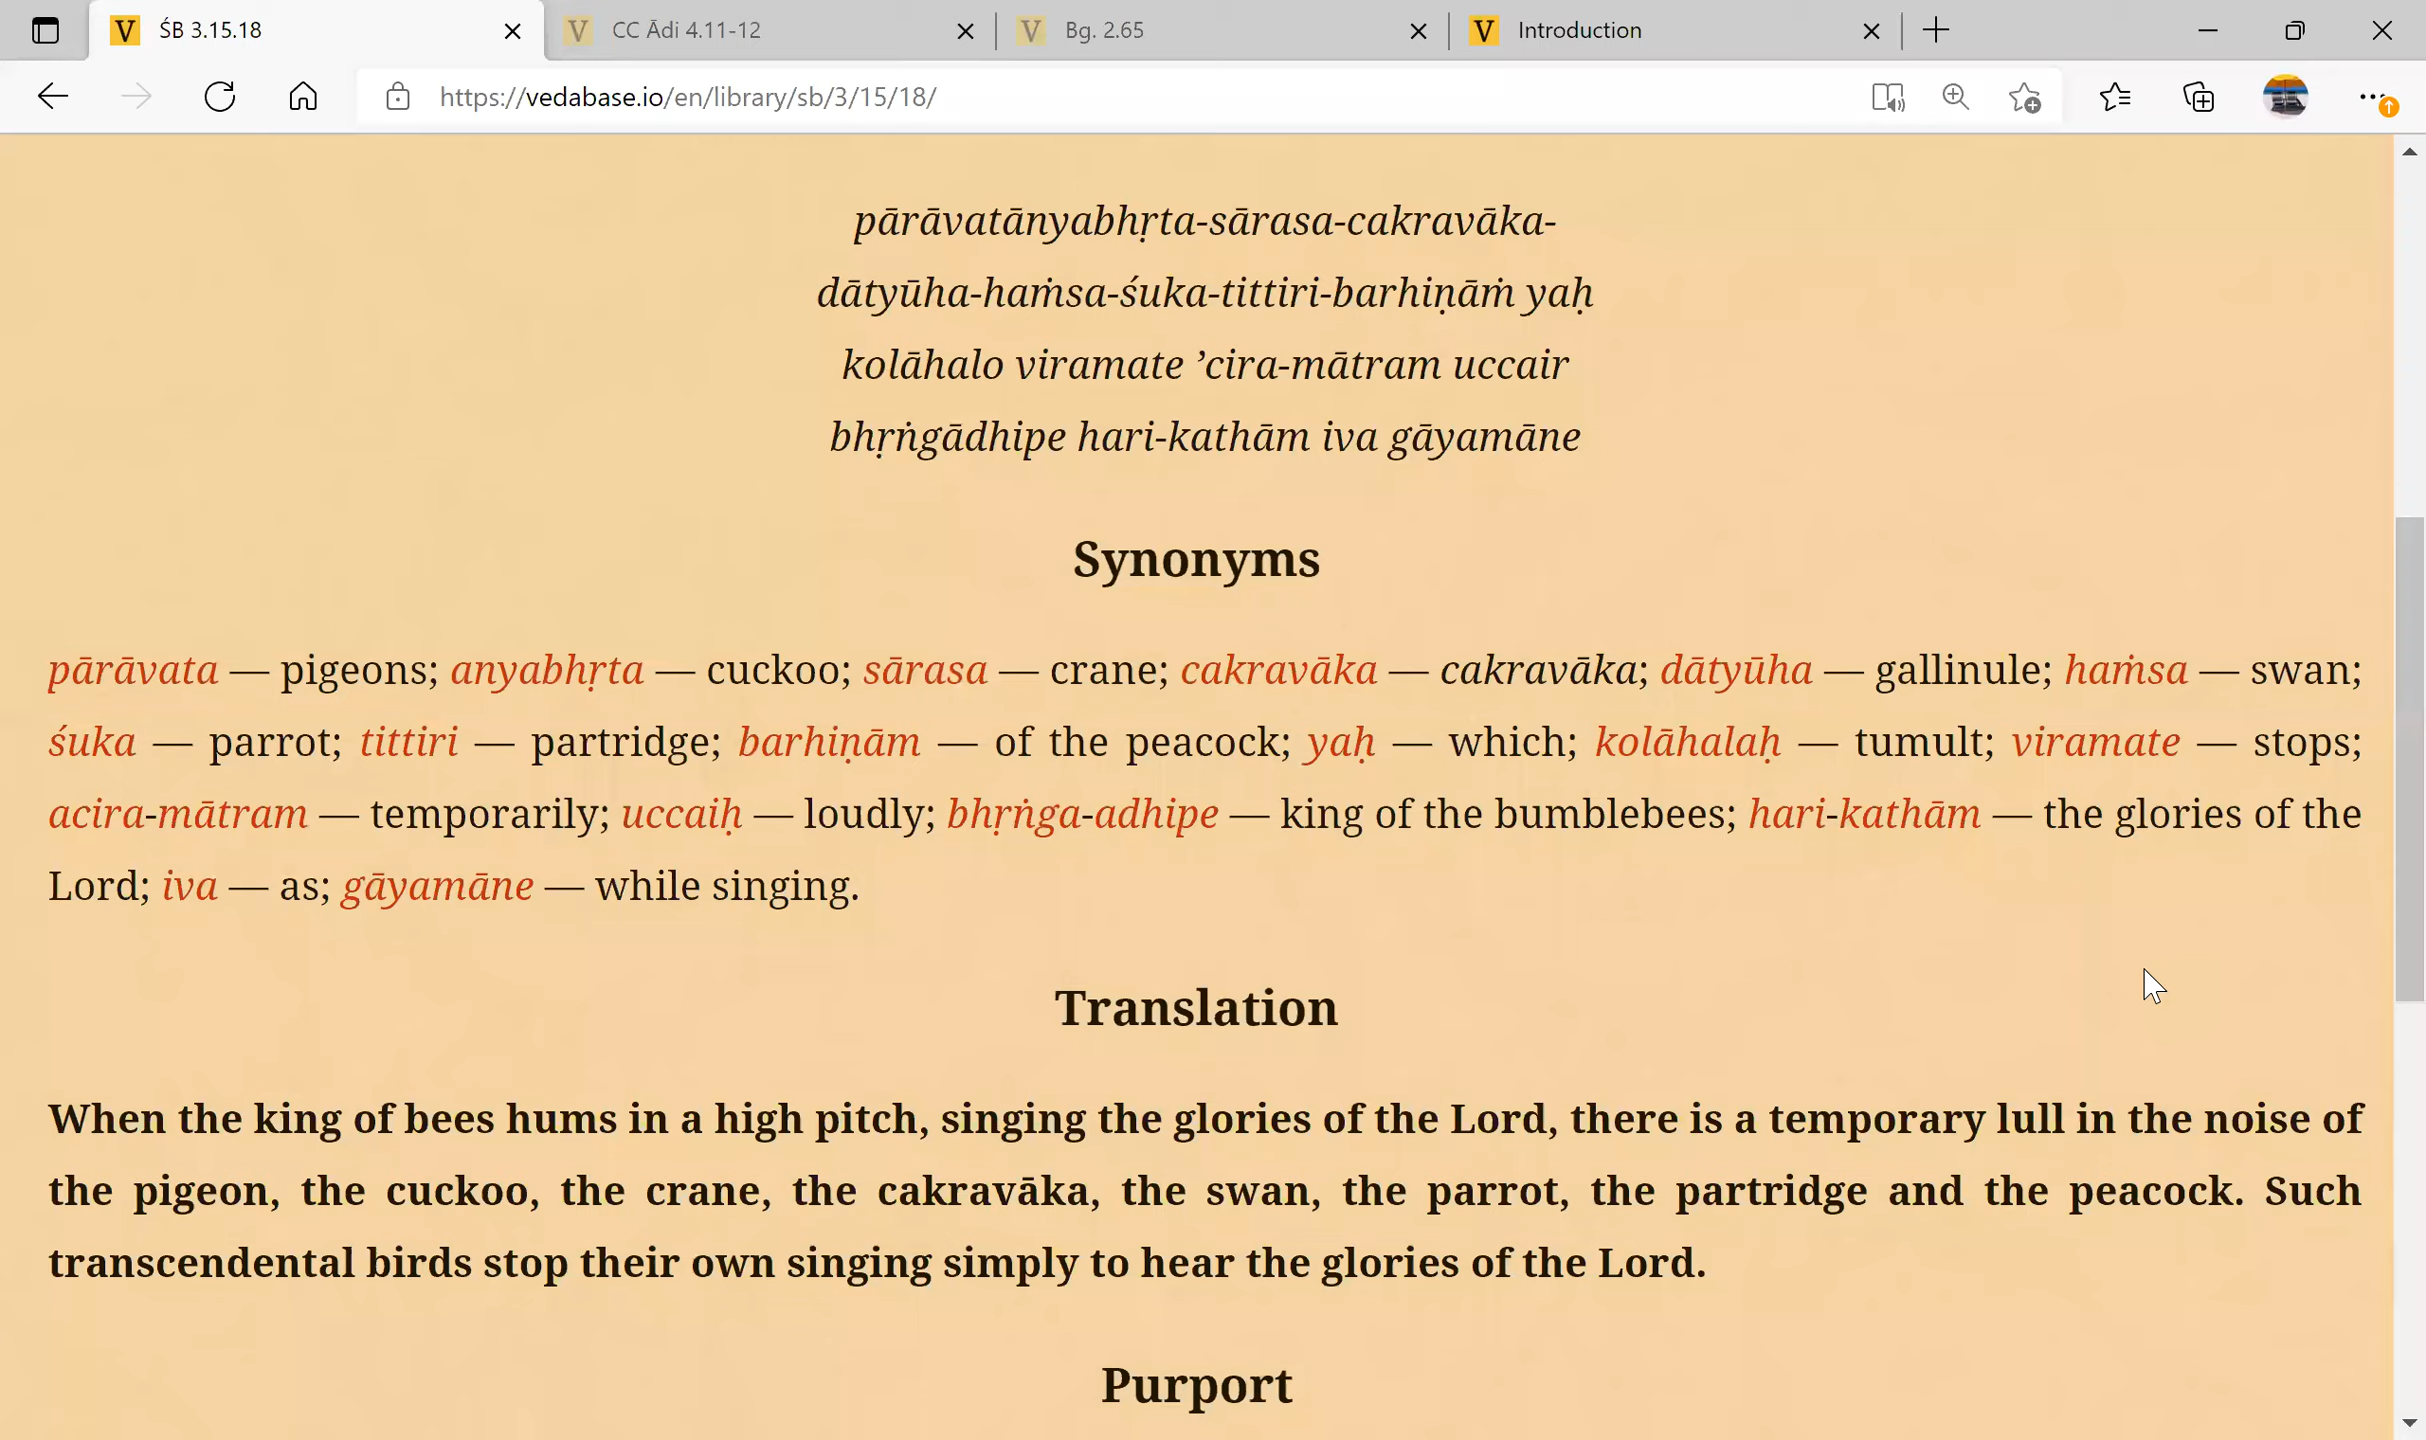 ŚB 3.15.18
CC Ādi 4.11-12
Bg. 2.65
Introduction
https://vedabase.io/en/library/sb/3/15/18/
pārāvatānyabhṛta-sārasa-cakravāka-
dātyūha-haṁsa-śuka-tittiri-barhiṇāṁ yaḥ
kolāhalo viramate ’cira-mātram uccair
bhṛṅgādhipe hari-kathām iva gāyamāne
Synonyms
pārāvata — pigeons; anyabhṛta — cuckoo; sārasa — crane; cakravāka — cakravāka; dātyūha — gallinule; haṁsa — swan;
śuka — parrot; tittiri — partridge; barhiṇām — of the peacock; yaḥ — which; kolāhalaḥ — tumult; viramate — stops;
acira-mātram — temporarily; uccaiḥ — loudly; bhṛṅga-adhipe — king of the bumblebees; hari-kathām — the glories of the
Lord; iva — as; gāyamāne — while singing.
Translation
When the king of bees hums in a high pitch, singing the glories of the Lord, there is a temporary lull in the noise of
the pigeon, the cuckoo, the crane, the cakravāka, the swan, the parrot, the partridge and the peacock. Such
transcendental birds stop their own singing simply to hear the glories of the Lord.
Purport